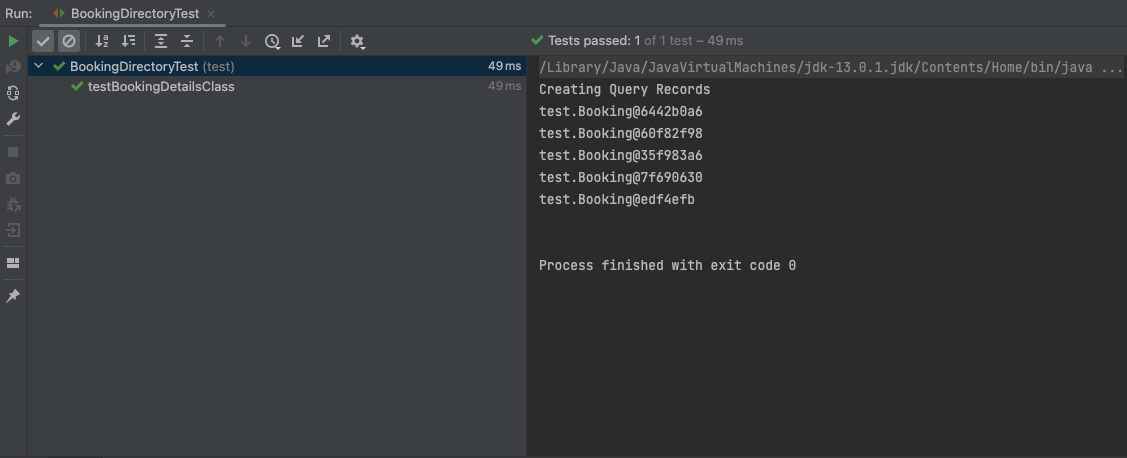 Run: BookingDirectoryTest
Tests passed: 1 of 1 test – 49 ms
BookingDirectoryTest (test) 49 ms
testBookingDetailsClass 49 ms
/Library/Java/JavaVirtualMachines/jdk-13.0.1.jdk/Contents/Home/bin/java ...
Creating Query Records
test.Booking@6442b0a6
test.Booking@60f82f98
test.Booking@35f983a6
test.Booking@7f690630
test.Booking@edf4efb
Process finished with exit code 0